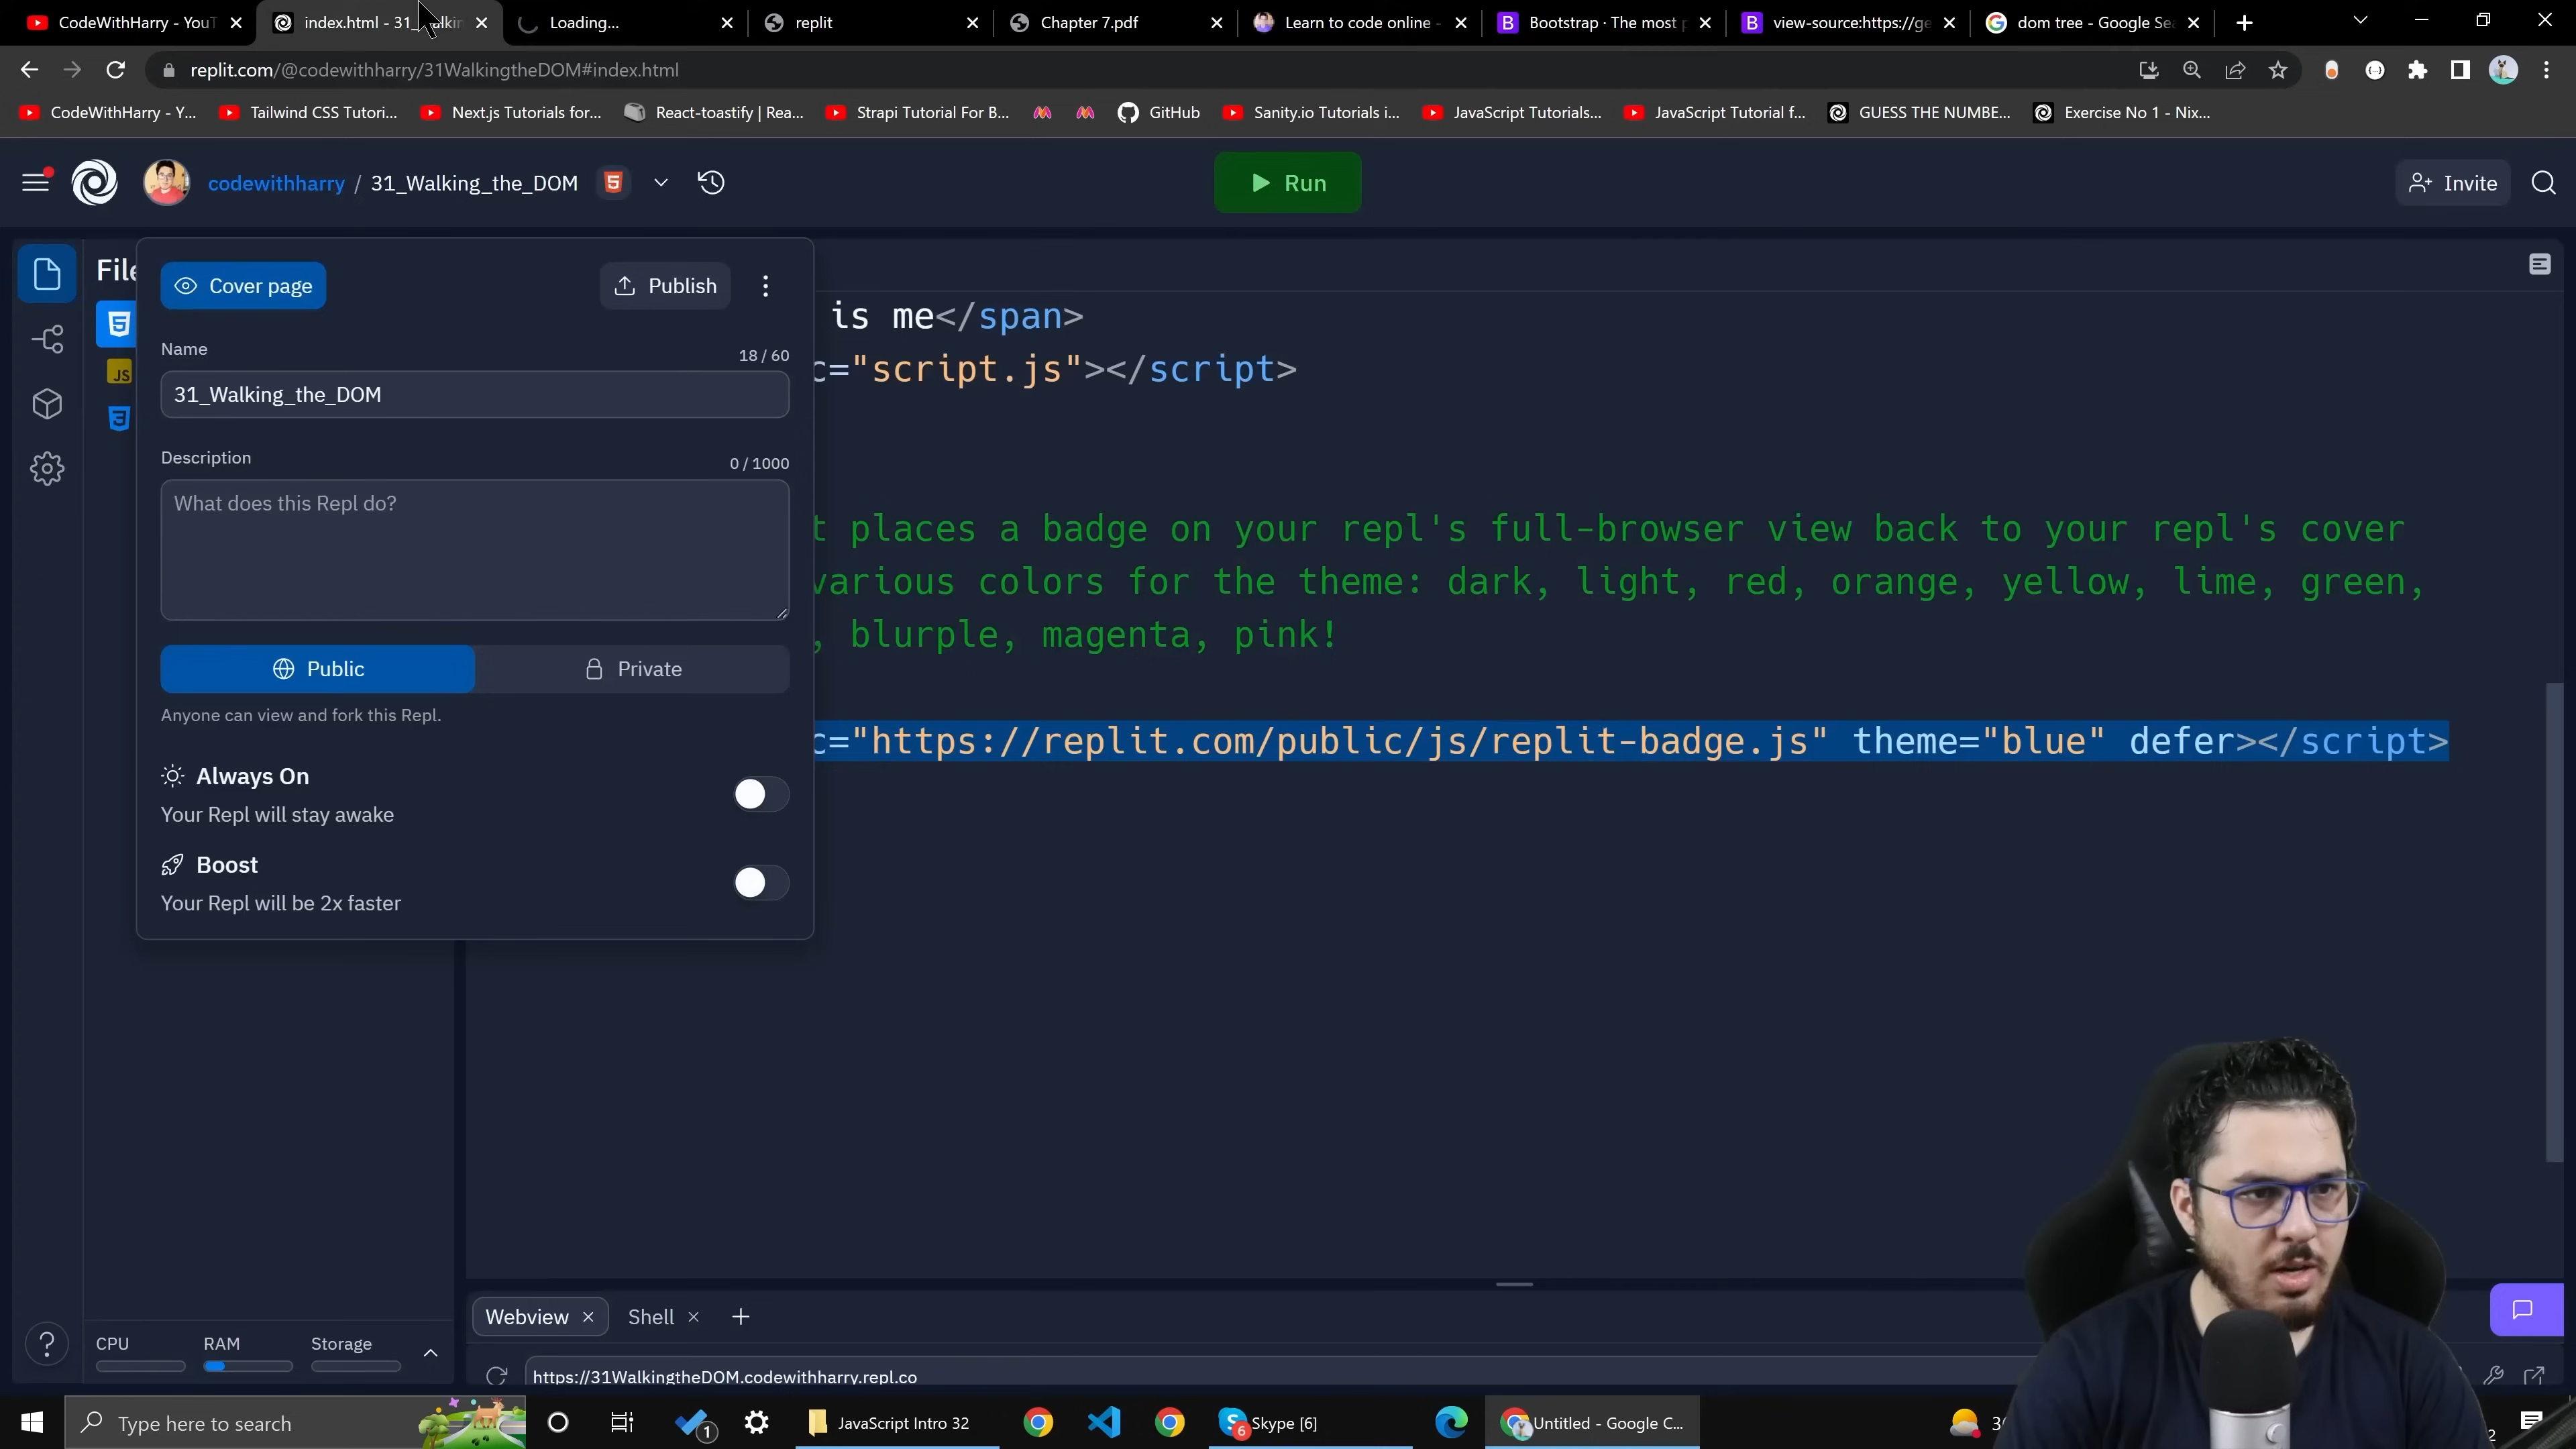 CodeWithHarry - YouT
index.html - 31_Walkin
Loading...
replit
Chapter 7.pdf
Learn to code online -
Bootstrap · The most p
view-source:https://ge
dom tree - Google Sea
replit.com/@codewithharry/31WalkingtheDOM#index.html
CodeWithHarry - Y...
Tailwind CSS Tutori...
Next.js Tutorials for...
React-toastify | Rea...
Strapi Tutorial For B...
GitHub
Sanity.io Tutorials i...
JavaScript Tutorials...
JavaScript Tutorial f...
GUESS THE NUMBE...
Exercise No 1 - Nix...
codewithharry / 31_Walking_the_DOM
Run
Invite
File
Cover page
Publish
Name
18 / 60
31_Walking_the_DOM
Description
0 / 1000
What does this Repl do?
Public
Private
Anyone can view and fork this Repl.
Always On
Your Repl will stay awake
Boost
Your Repl will be 2x faster
is me</span>
c="script.js"></script>
t places a badge on your repl's full-browser view back to your repl's cover
various colors for the theme: dark, light, red, orange, yellow, lime, green,
, blurple, magenta, pink!
c="https://replit.com/public/js/replit-badge.js" theme="blue" defer></script>
CPU
RAM
Storage
Webview
Shell
https://31WalkingtheDOM.codewithharry.repl.co
Type here to search
1
JavaScript Intro 32
6
Skype [6]
Untitled - Google C...